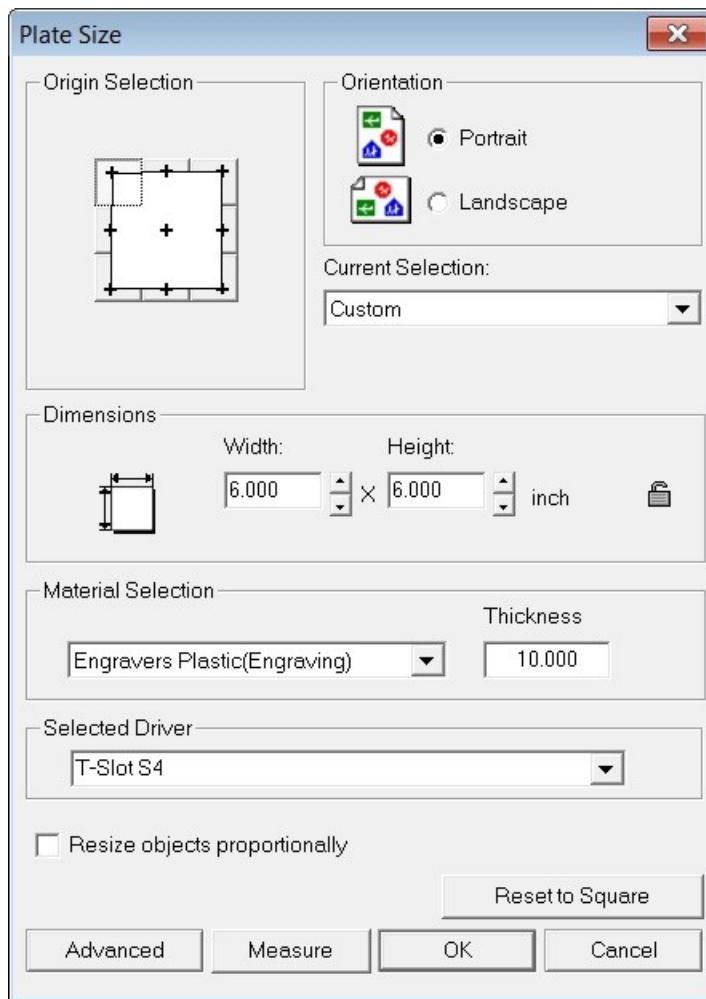 Plate Size
Origin Selection
Orientation
Portrait
Landscape
Current Selection:
Custom
Dimensions
Width: Height:
6.000 X 6.000 inch
Material Selection
Thickness
Engravers Plastic(Engraving) 10.000
Selected Driver
T-Slot S4
Resize objects proportionally
Reset to Square
Advanced Measure OK Cancel